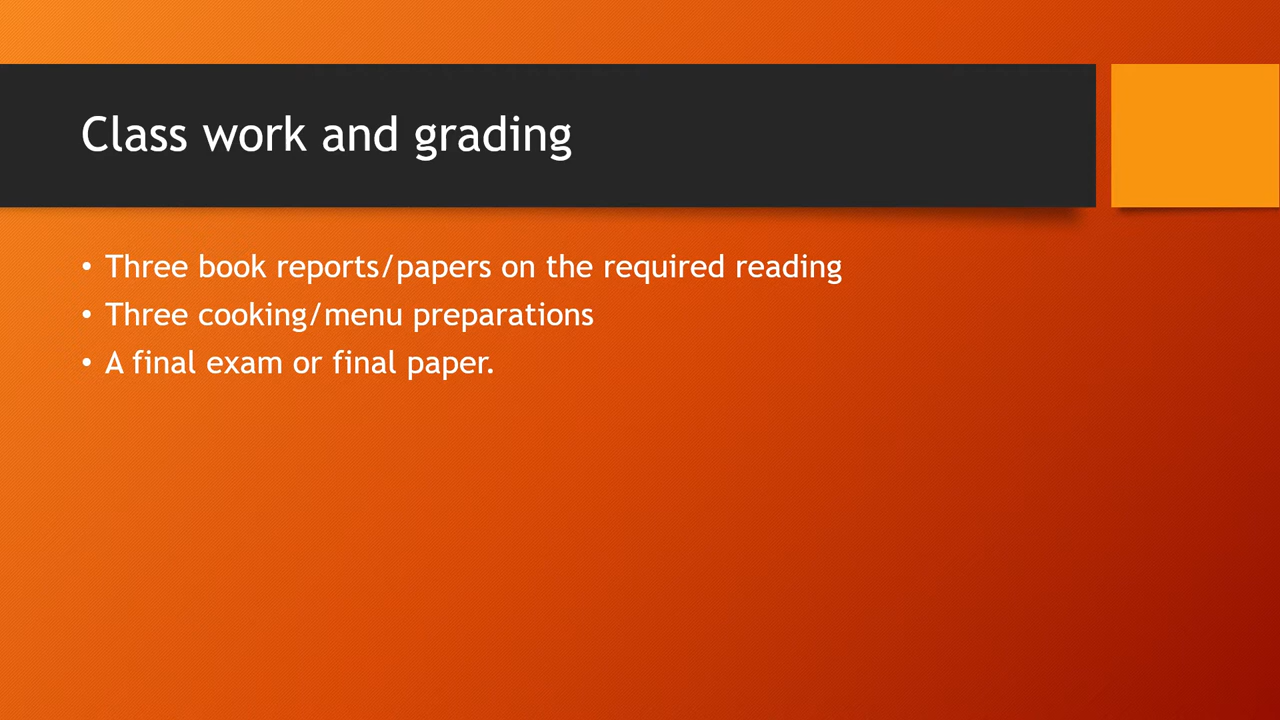 Class work and grading
• Three book reports/papers on the required reading
• Three cooking/menu preparations
• A final exam or final paper.